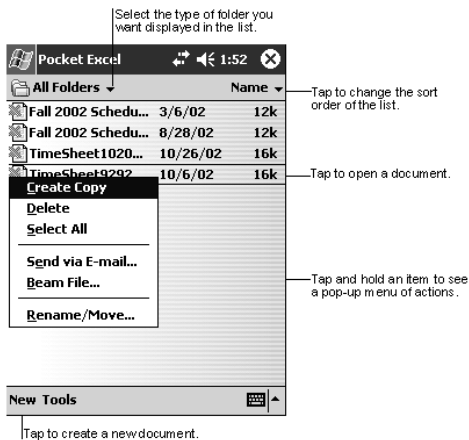 Select the type of folder you
want displayed in the list.
Pocket Excel 1:52
All Folders Name
Tap to change the sort
order of the list.
Fall 2002 Schedu... 3/6/02 12k
Fall 2002 Schedu... 8/28/02 12k
TimeSheet1020... 10/26/02 16k
TimeSheet9292... 10/6/02 16k
Tap to open a document.
Create Copy
Delete
Select All
Send via E-mail...
Beam File...
Tap and hold an item to see
a pop-up menu of actions.
Rename/Move...
New Tools
Tap to create a new document.